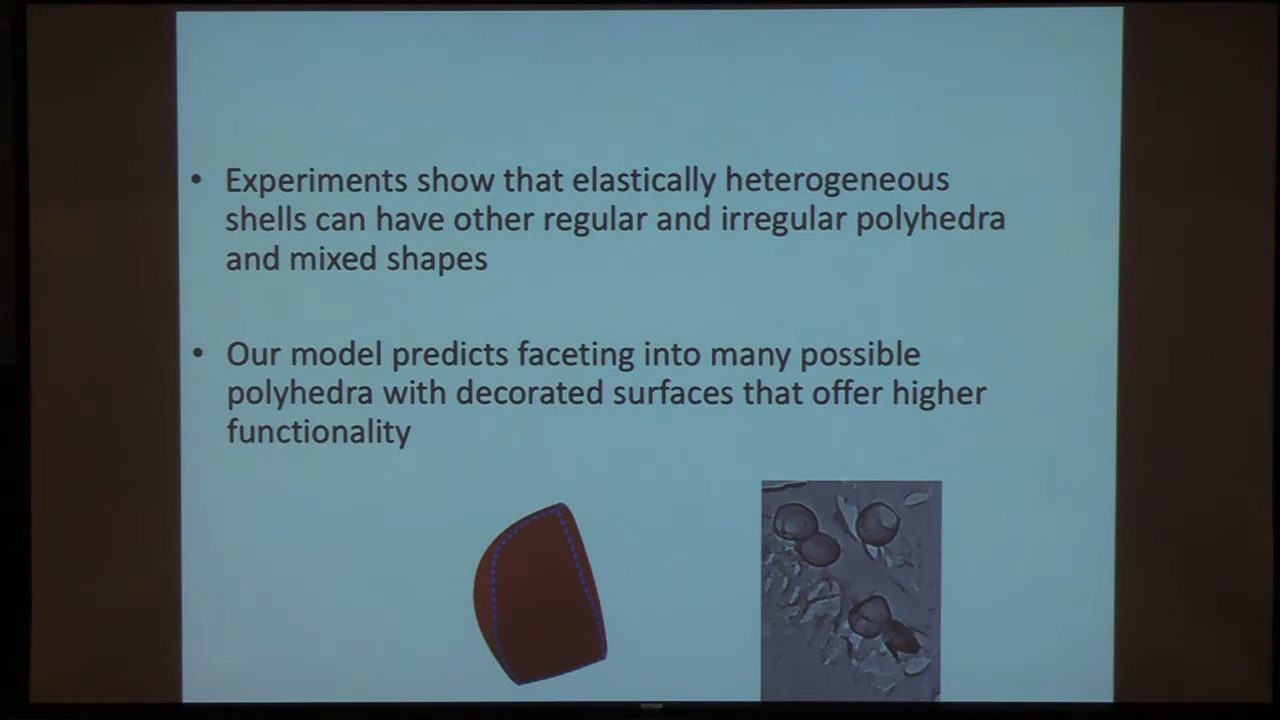 • Experiments show that elastically heterogeneous
shells can have other regular and irregular polyhedra
and mixed shapes
• Our model predicts faceting into many possible
polyhedra with decorated surfaces that offer higher
functionality